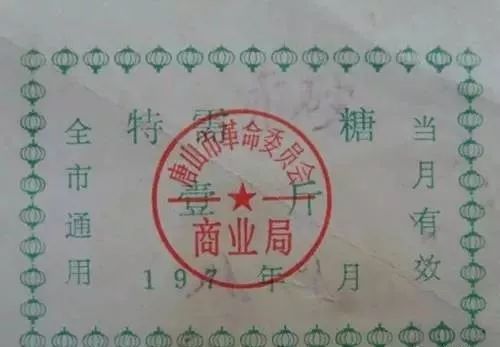 特需糖
壹斤
197 年 月
全市通用
当月有效
唐山市革命委员会
商业局